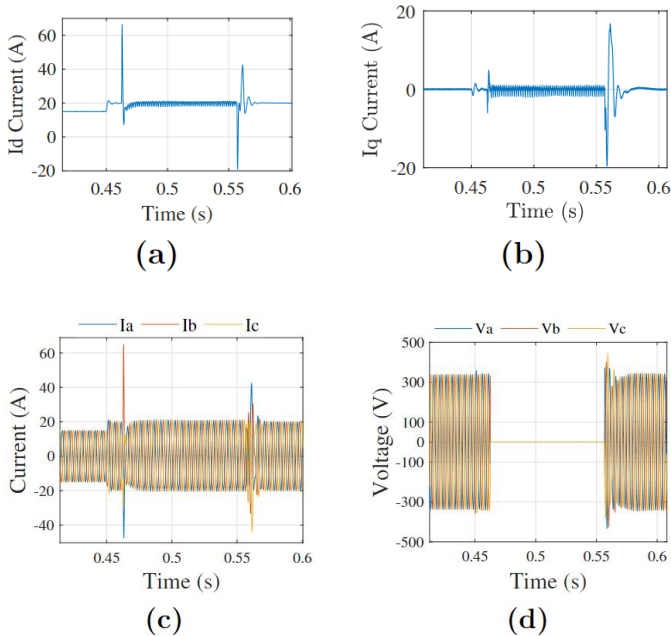 60
40
20
0
-20
Id Current (A)
0.45 0.5 0.55 0.6
Time (s)
(a)
20
0
-20
Iq Current (A)
0.45 0.5 0.55 0.6
Time (s)
(b)
Ia Ib Ic
60
40
20
0
-20
-40
Current (A)
0.45 0.5 0.55 0.6
Time (s)
(c)
Va Vb Vc
500
300
100
-100
-300
-500
Voltage (V)
0.45 0.5 0.55 0.6
Time (s)
(d)